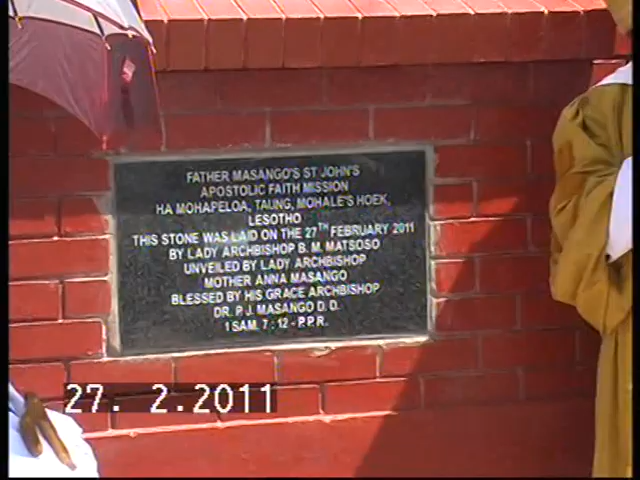 FATHER MASANGO'S ST JOHN'S
APOSTOLIC FAITH MISSION
HA MOHAPELOA, TAUNG, MOHALE'S HOEK,
LESOTHO
THIS STONE WAS LAID ON THE 27TH FEBRUARY 2011
BY LADY ARCHBISHOP B. M. MATSOSO
UNVEILED BY LADY ARCHBISHOP
MOTHER ANNA MASANGO
BLESSED BY HIS GRACE ARCHBISHOP
DR. P. J MASANGO D. D.
1 SAM. 7 : 12 - P.P.R.
27. 2.2011